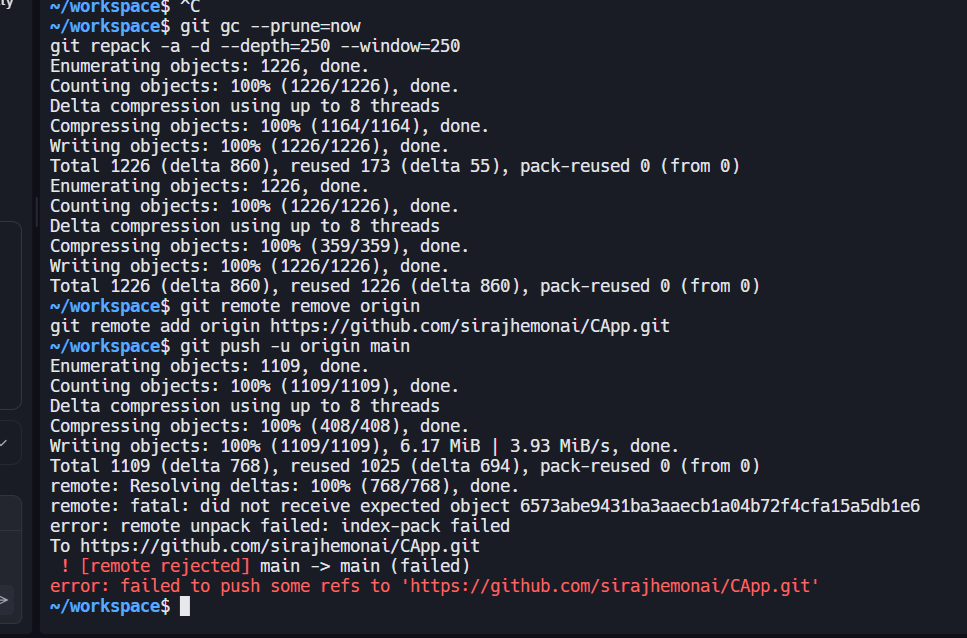 ~/workspace$ ^C
~/workspace$ git gc --prune=now
git repack -a -d --depth=250 --window=250
Enumerating objects: 1226, done.
Counting objects: 100% (1226/1226), done.
Delta compression using up to 8 threads
Compressing objects: 100% (1164/1164), done.
Writing objects: 100% (1226/1226), done.
Total 1226 (delta 860), reused 173 (delta 55), pack-reused 0 (from 0)
Enumerating objects: 1226, done.
Counting objects: 100% (1226/1226), done.
Delta compression using up to 8 threads
Compressing objects: 100% (359/359), done.
Writing objects: 100% (1226/1226), done.
Total 1226 (delta 860), reused 1226 (delta 860), pack-reused 0 (from 0)
~/workspace$ git remote remove origin
git remote add origin https://github.com/sirajhemonai/CApp.git
~/workspace$ git push -u origin main
Enumerating objects: 1109, done.
Counting objects: 100% (1109/1109), done.
Delta compression using up to 8 threads
Compressing objects: 100% (408/408), done.
Writing objects: 100% (1109/1109), 6.17 MiB | 3.93 MiB/s, done.
Total 1109 (delta 768), reused 1025 (delta 694), pack-reused 0 (from 0)
remote: Resolving deltas: 100% (768/768), done.
remote: fatal: did not receive expected object 6573abe9431ba3aaecb1a04b72f4cfa15a5db1e6
error: remote unpack failed: index-pack failed
To https://github.com/sirajhemonai/CApp.git
 ! [remote rejected] main -> main (failed)
error: failed to push some refs to 'https://github.com/sirajhemonai/CApp.git'
~/workspace$